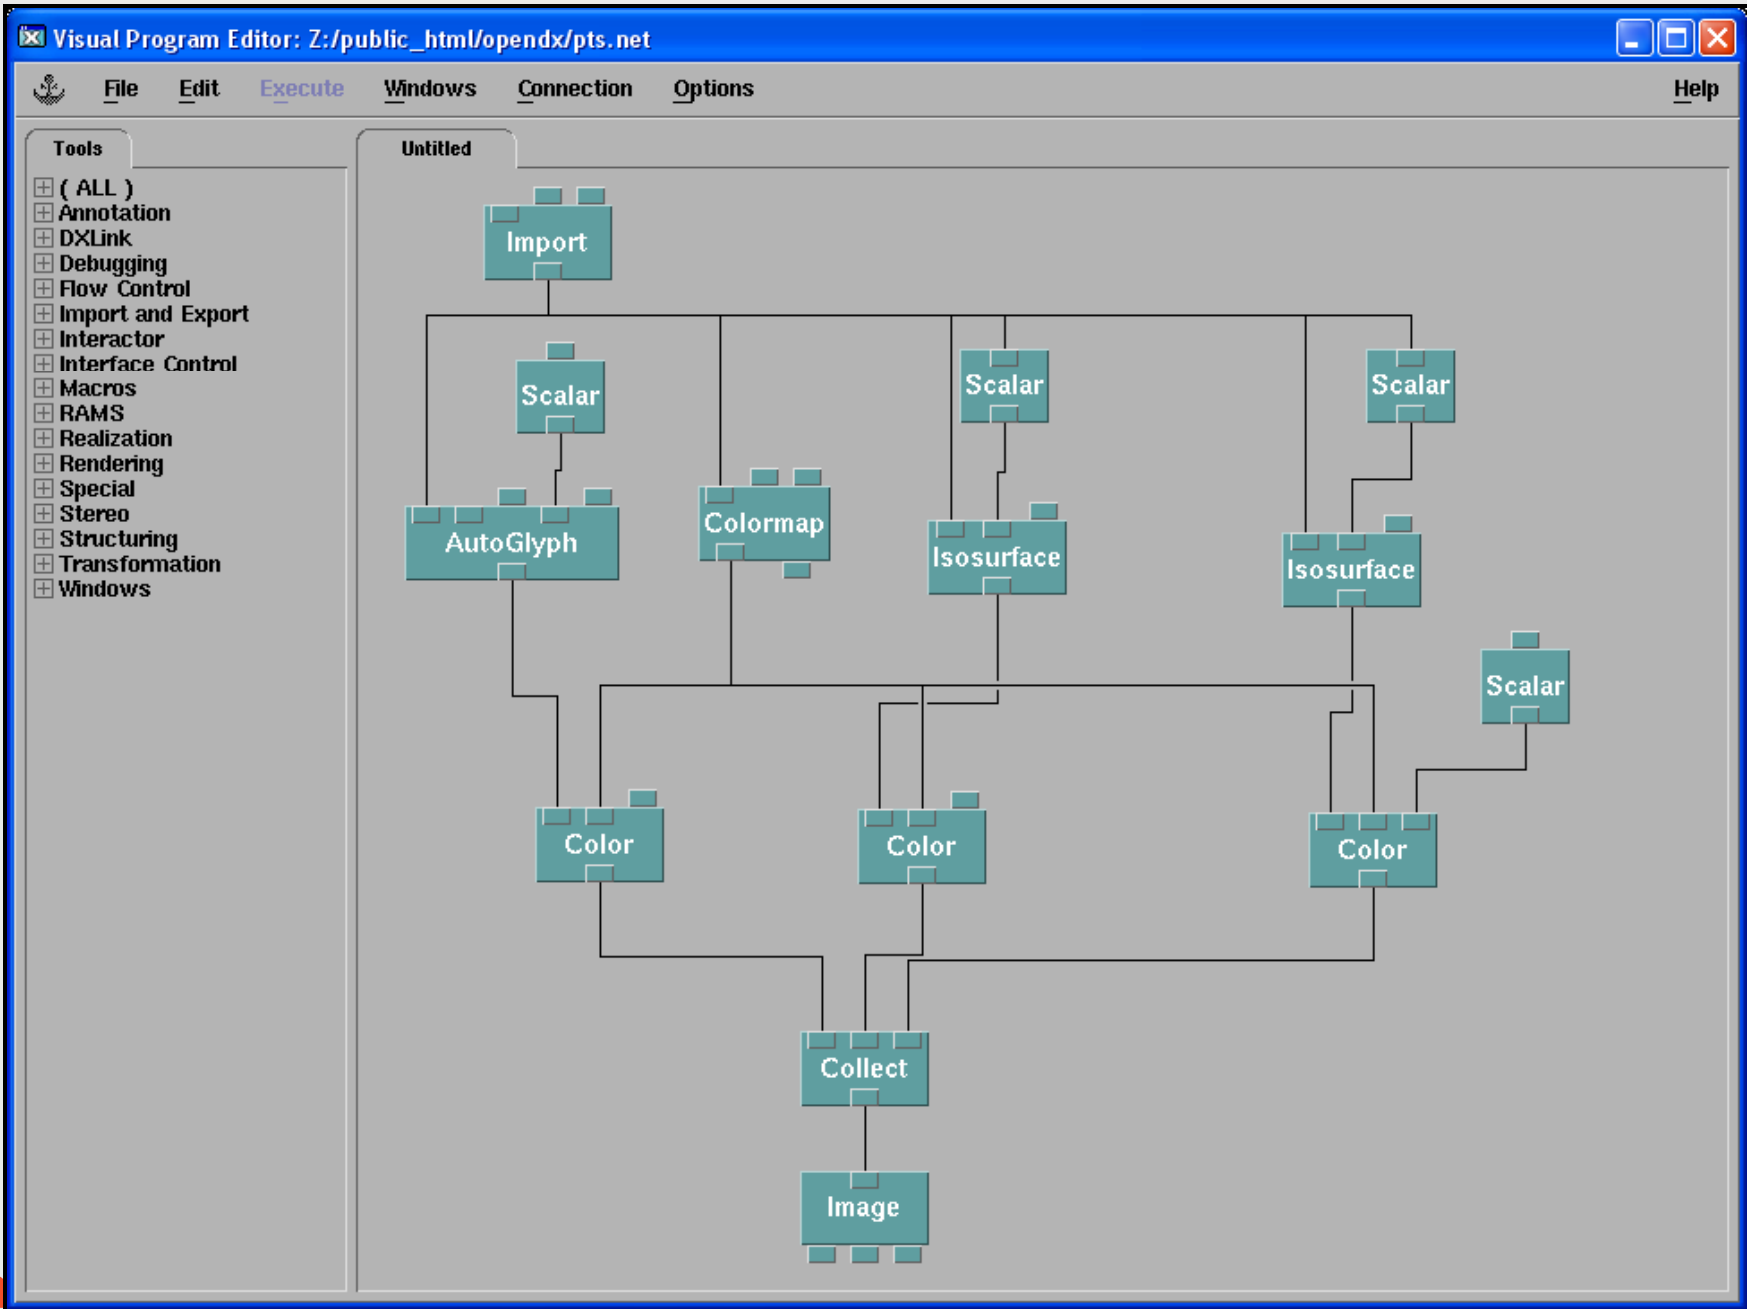 Visual Program Editor: Z:/public_html/opendx/pts.net
File Edit Execute Windows Connection Options Help
Tools
Untitled
( ALL )
Annotation
DXLink
Debugging
Flow Control
Import and Export
Interactor
Interface Control
Macros
RAMS
Realization
Rendering
Special
Stereo
Structuring
Transformation
Windows
Import
Scalar
Scalar
Scalar
AutoGlyph
Colormap
Isosurface
Isosurface
Scalar
Color
Color
Color
Collect
Image